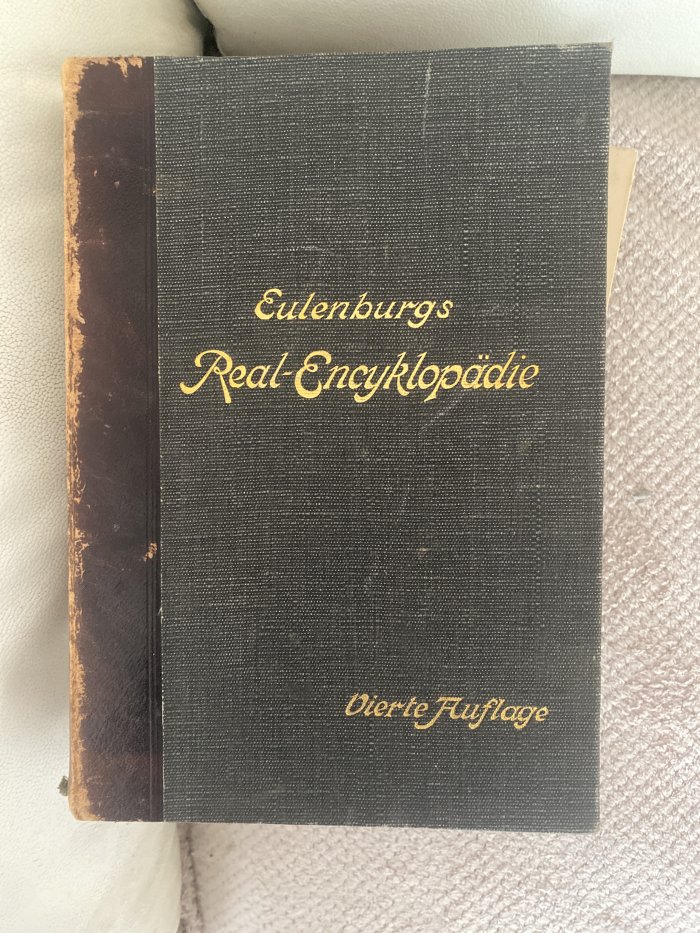 Eulenburgs
Real-Encyklopädie
Vierte Auflage